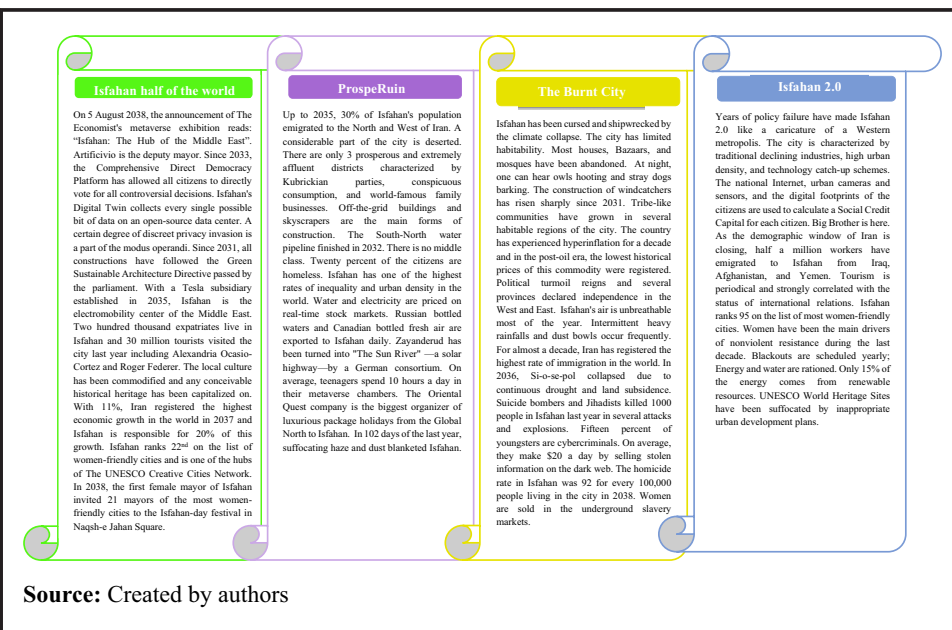 Isfahan half of the world
On 5 August 2038, the announcement of The
Economist's metaverse exhibition reads:
“Isfahan: The Hub of the Middle East”.
Artificivio is the deputy mayor. Since 2033,
the Comprehensive Direct Democracy
Platform has allowed all citizens to directly
vote for all controversial decisions. Isfahan's
Digital Twin collects every single possible
bit of data on an open-source data center. A
certain degree of discreet privacy invasion is
a part of the modus operandi. Since 2031, all
constructions have followed the Green
Sustainable Architecture Directive passed by
the parliament. With a Tesla subsidiary
established in 2035, Isfahan is the
electromobility center of the Middle East.
Two hundred thousand expatriates live in
Isfahan and 30 million tourists visited the
city last year including Alexandria Ocasio-
Cortez and Roger Federer. The local culture
has been commodified and any conceivable
historical heritage has been capitalized on.
With 11%, Iran registered the highest
economic growth in the world in 2037 and
Isfahan is responsible for 20% of this
growth. Isfahan ranks 22nd on the list of
women-friendly cities and is one of the hubs
of The UNESCO Creative Cities Network.
In 2038, the first female mayor of Isfahan
invited 21 mayors of the most women-
friendly cities to the Isfahan-day festival in
Naqsh-e Jahan Square.
ProspeRuin
Up to 2035, 30% of Isfahan's population
emigrated to the North and West of Iran. A
considerable part of the city is deserted.
There are only 3 prosperous and extremely
affluent districts characterized by
Kubrickian parties, conspicuous
consumption, and world-famous family
businesses. Off-the-grid buildings and
skyscrapers are the main forms of
construction. The South-North water
pipeline finished in 2032. There is no middle
class. Twenty percent of the citizens are
homeless. Isfahan has one of the highest
rates of inequality and urban density in the
world. Water and electricity are priced on
real-time stock markets. Russian bottled
waters and Canadian bottled fresh air are
exported to Isfahan daily. Zayanderud has
been turned into "The Sun River" —a solar
highway—by a German consortium. On
average, teenagers spend 10 hours a day in
their metaverse chambers. The Oriental
Quest company is the biggest organizer of
luxurious package holidays from the Global
North to Isfahan. In 102 days of the last year,
suffocating haze and dust blanketed Isfahan.
The Burnt City
Isfahan has been cursed and shipwrecked by
the climate collapse. The city has limited
habitability. Most houses, Bazaars, and
mosques have been abandoned. At night,
one can hear owls hooting and stray dogs
barking. The construction of windcatchers
has risen sharply since 2031. Tribe-like
communities have grown in several
habitable regions of the city. The country
has experienced hyperinflation for a decade
and in the post-oil era, the lowest historical
prices of this commodity were registered.
Political turmoil reigns and several
provinces declared independence in the
West and East. Isfahan's air is unbreathable
most of the year. Intermittent heavy
rainfalls and dust bowls occur frequently.
For almost a decade, Iran has registered the
highest rate of immigration in the world. In
2036, Si-o-se-pol collapsed due to
continuous drought and land subsidence.
Suicide bombers and Jihadists killed 1000
people in Isfahan last year in several attacks
and explosions. Fifteen percent of
youngsters are cybercriminals. On average,
they make $20 a day by selling stolen
information on the dark web. The homicide
rate in Isfahan was 92 for every 100,000
people living in the city in 2038. Women
are sold in the underground slavery
markets.
Isfahan 2.0
Years of policy failure have made Isfahan
2.0 like a caricature of a Western
metropolis. The city is characterized by
traditional declining industries, high urban
density, and technology catch-up schemes.
The national Internet, urban cameras and
sensors, and the digital footprints of the
citizens are used to calculate a Social Credit
Capital for each citizen. Big Brother is here.
As the demographic window of Iran is
closing, half a million workers have
emigrated to Isfahan from Iraq,
Afghanistan, and Yemen. Tourism is
periodical and strongly correlated with the
status of international relations. Isfahan
ranks 95 on the list of most women-friendly
cities. Women have been the main drivers
of nonviolent resistance during the last
decade. Blackouts are scheduled yearly;
Energy and water are rationed. Only 15% of
the energy comes from renewable
resources. UNESCO World Heritage Sites
have been suffocated by inappropriate
urban development plans.
Source: Created by authors